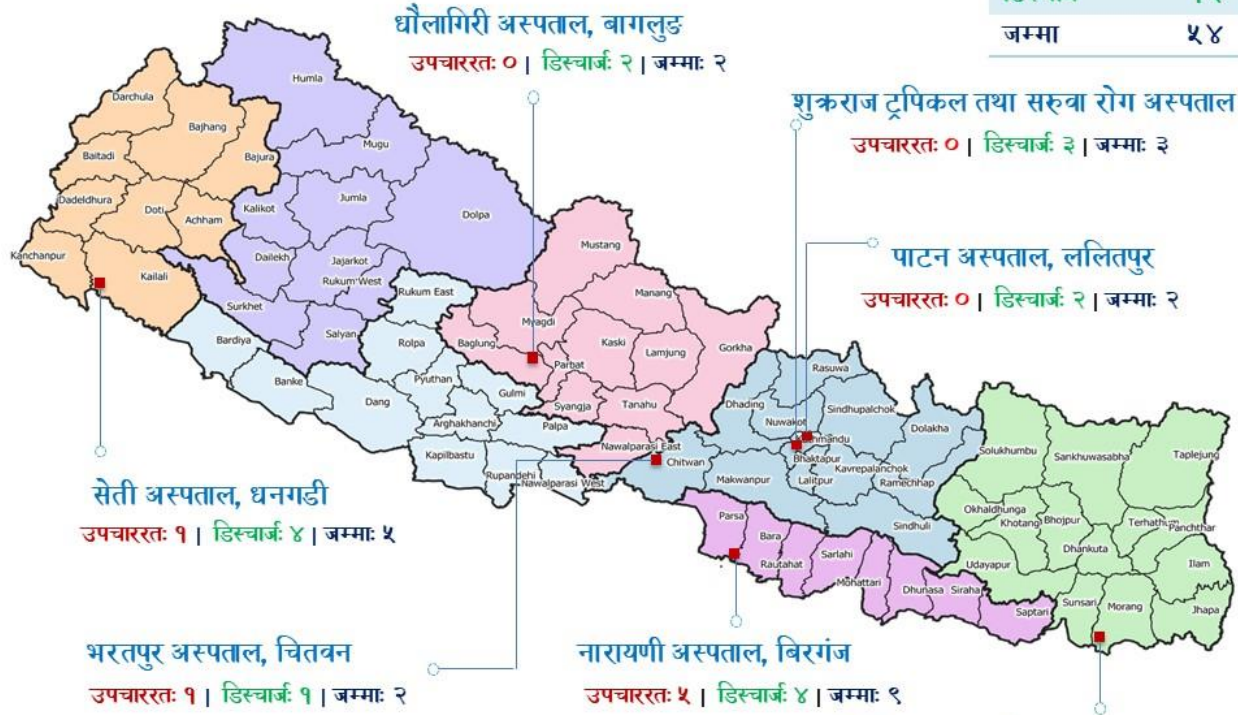 धौलागिरी अस्पताल, बागलुङ
उपचाररतः ० | डिस्चार्जः २ | जम्माः २
जम्मा ५४
शुक्रराज ट्रपिकल तथा सरुवा रोग अस्पताल
उपचाररतः ० | डिस्चार्जः ३ | जम्माः ३
पाटन अस्पताल, ललितपुर
उपचाररतः ० | डिस्चार्जः २ | जम्माः २
Humla
Darchula
Bajhang
Mugu
Baitadi
Bajura
Dadeldhura
Doti
Achham
Kalikot
Jumla
Dolpa
Kanchanpur
Kailali
Dailekh
Jajarkot
Rukum West
Rukum East
Surkhet
Salyan
Mustang
Manang
Myagdi
Baglung
Kaski
Lamjung
Gorkha
Parbat
Syangja
Tanahu
Bardiya
Banke
Rolpa
Pyuthan
Dang
Gulmi
Arghakhanchi
Palpa
Kapilbastu
Rupandehi
Nawalparasi West
Nawalparasi East
Chitwan
Rasuwa
Dhading
Nuwakot
Sindhupalchok
Dolakha
Bhaktapur
Kavrepalanchok
Lalitpur
Ramechhap
Makwanpur
Sindhuli
Solukhumbu
Sankhuwasabha
Taplejung
Okhaldhunga
Khotang
Bhojpur
Terhathum
Panchthar
Dhankuta
Udayapur
Ilam
Sunsari
Morang
Jhapa
Parsa
Bara
Rautahat
Sarlahi
Mohattari
Dhunasa
Siraha
Saptari
सेती अस्पताल, धनगढी
उपचाररतः १ | डिस्चार्जः ४ | जम्माः ५
भरतपुर अस्पताल, चितवन
उपचाररतः १ | डिस्चार्जः १ | जम्माः २
नारायणी अस्पताल, बिरगंज
उपचाररतः ५ | डिस्चार्जः ४ | जम्माः ९